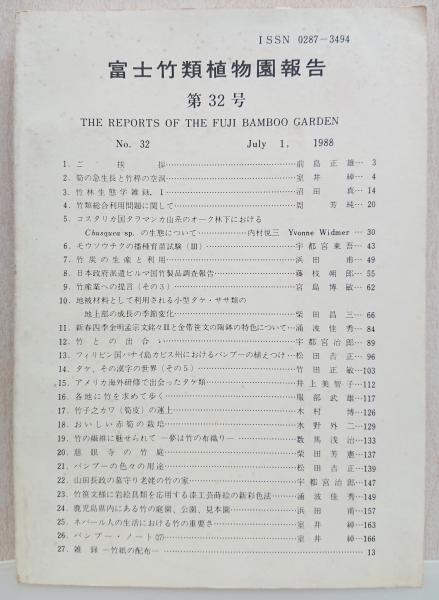 ISSN 0287-3494
富士竹類植物園報告
第32号
THE REPORTS OF THE FUJI BAMBOO GARDEN
No. 32 July 1, 1988
1. ご挨拶……前島正雄… 3
2. 筍の急生長と竹稈の空洞……室井綽… 4
3. 竹林生態学雑録. I……沼田真… 14
4. 竹類総合利用問題に関して……周芳純… 20
5. コスタリカ国タラマンカ山系のオーク林下における
Chusquea sp. の生態について……内村悦三 Yvonne Widmer … 30
6. モウソウチクの播種育苗試験(III)……宇都宮東吾… 43
7. 竹炭の生産と利用……浜田甫… 49
8. 日本政府派遣ビルマ国竹製品調査報告……藤枝朝郎… 55
9. 竹産業への提言(その3)……宮島博敏… 62
10. 地被材料として利用される小型タケ・ササ類の
地上部の成長の季節変化……柴田昌三… 66
11. 新春四季金明孟宗文銘々皿と金帯笹文の陶鉢の特色について…涌波佳秀… 84
12. 竹との出合い……宇都宮治郎… 89
13. フィリピン国パナイ島カピス州におけるバンブーの植えつけ…松田吉正… 96
14. タケ、その漢字の世界(その5)……竹田正敏…103
15. アメリカ海外研修で出会ったタケ類……井上美智子…112
16. 各地に竹を求めて歩く……服部武雄…117
17. 竹子之カワ(筍皮)の運上……木村博…126
18. おいしい赤筍の栽培……水野外二…129
19. 竹の繊維に魅せられて —夢は竹の布織り—……数馬浅治…133
20. 慈眼寺の竹庭……柴田芳憲…137
21. バンブーの色々の用途……松田吉正…139
22. 山田長政の墓守り老姥の竹の家……宇都宮治郎…147
23. 竹笹文様に岩絵具類を応用する漆工芸蒔絵の新彩色法……涌波佳秀…149
24. 鹿児島県内にある竹の庭園、公園、見本園……浜田甫…157
25. ネパール人の生活における竹の重要さ……室井綽…163
26. バンブー・ノート(27)……室井綽…166
27. 雑録 —竹紙の配布—…… 13